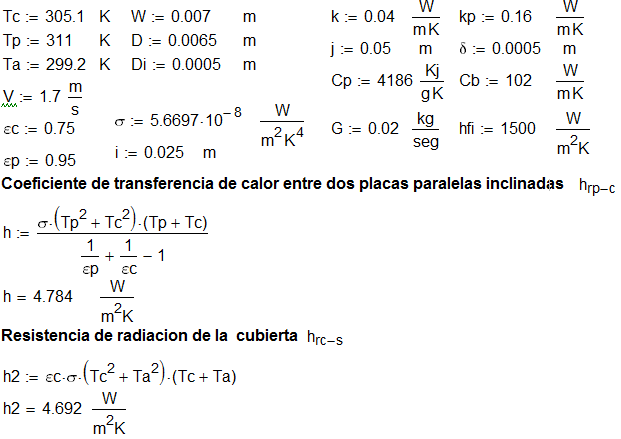 Tc := 305.1 K W := 0.007 m k := 0.04 W/mK kp := 0.16 W/mK
Tp := 311 K D := 0.0065 m j := 0.05 m δ := 0.0005 m
Ta := 299.2 K Di := 0.0005 m Cp := 4186 Kj/gK Cb := 102 W/mK
V := 1.7 m/s
εc := 0.75 σ := 5.6697·10^-8 W/m^2K^4 G := 0.02 kg/seg hfi := 1500 W/m^2K
εp := 0.95 i := 0.025 m
Coeficiente de transferencia de calor entre dos placas paralelas inclinadas h_rp-c
h := σ·(Tp^2 + Tc^2)·(Tp + Tc) / (1/εp + 1/εc - 1)
h = 4.784 W/m^2K
Resistencia de radiacion de la cubierta h_rc-s
h2 := εc·σ·(Tc^2 + Ta^2)·(Tc + Ta)
h2 = 4.692 W/m^2K